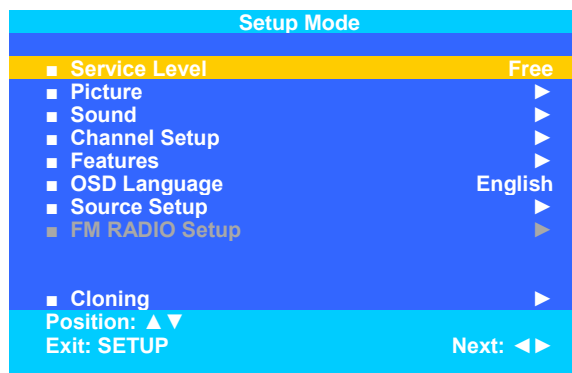 Setup Mode
■ Service Level Free
■ Picture ►
■ Sound ►
■ Channel Setup ►
■ Features ►
■ OSD Language English
■ Source Setup ►
■ FM RADIO Setup ►
■ Cloning ►
Position: ▲▼
Exit: SETUP Next: ◄►